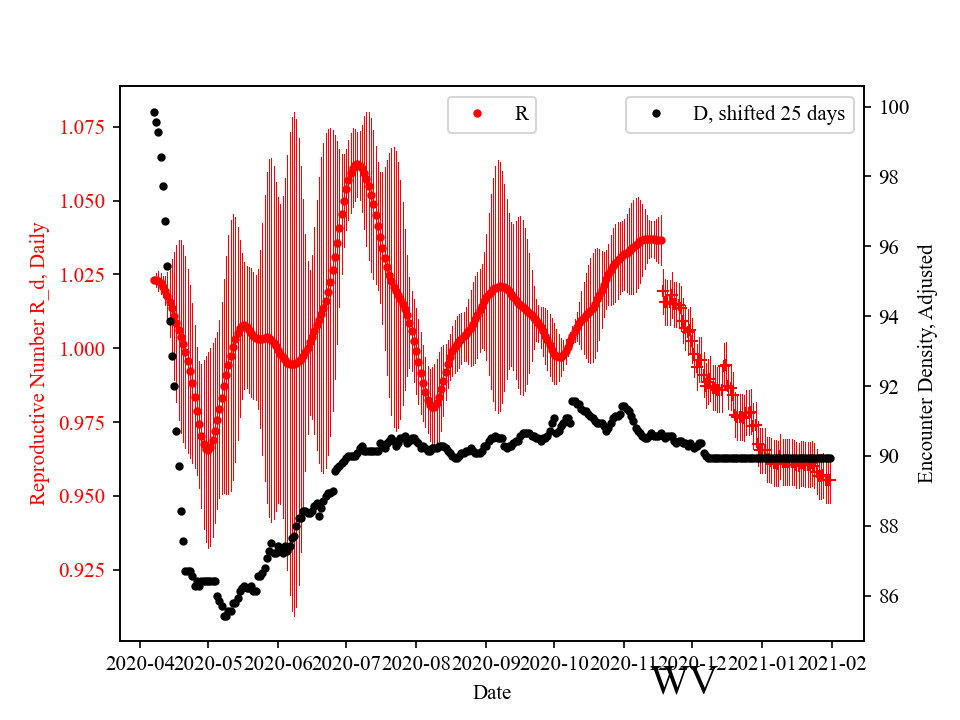 R
D, shifted 25 days
1.075
1.050
1.025
1.000
0.975
0.950
0.925
Reproductive Number R_d, Daily
100
98
96
94
92
90
88
86
Encounter Density, Adjusted
2020-04 2020-05 2020-06 2020-07 2020-08 2020-09 2020-10 2020-11 2020-12 2021-01 2021-02
Date
WV